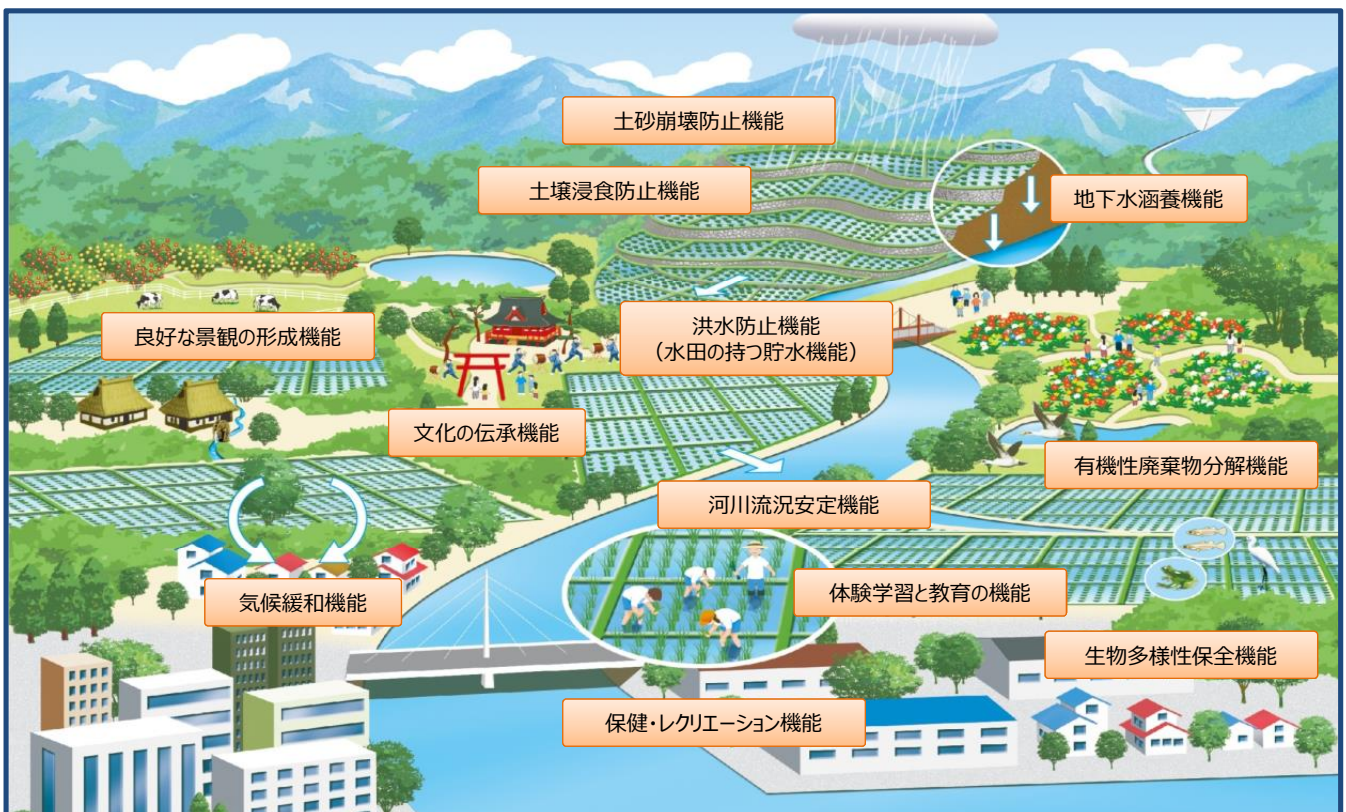 土砂崩壊防止機能
土壌浸食防止機能
地下水涵養機能
洪水防止機能
（水田の持つ貯水機能）
良好な景観の形成機能
文化の伝承機能
有機性廃棄物分解機能
河川流況安定機能
体験学習と教育の機能
気候緩和機能
生物多様性保全機能
保健・レクリエーション機能